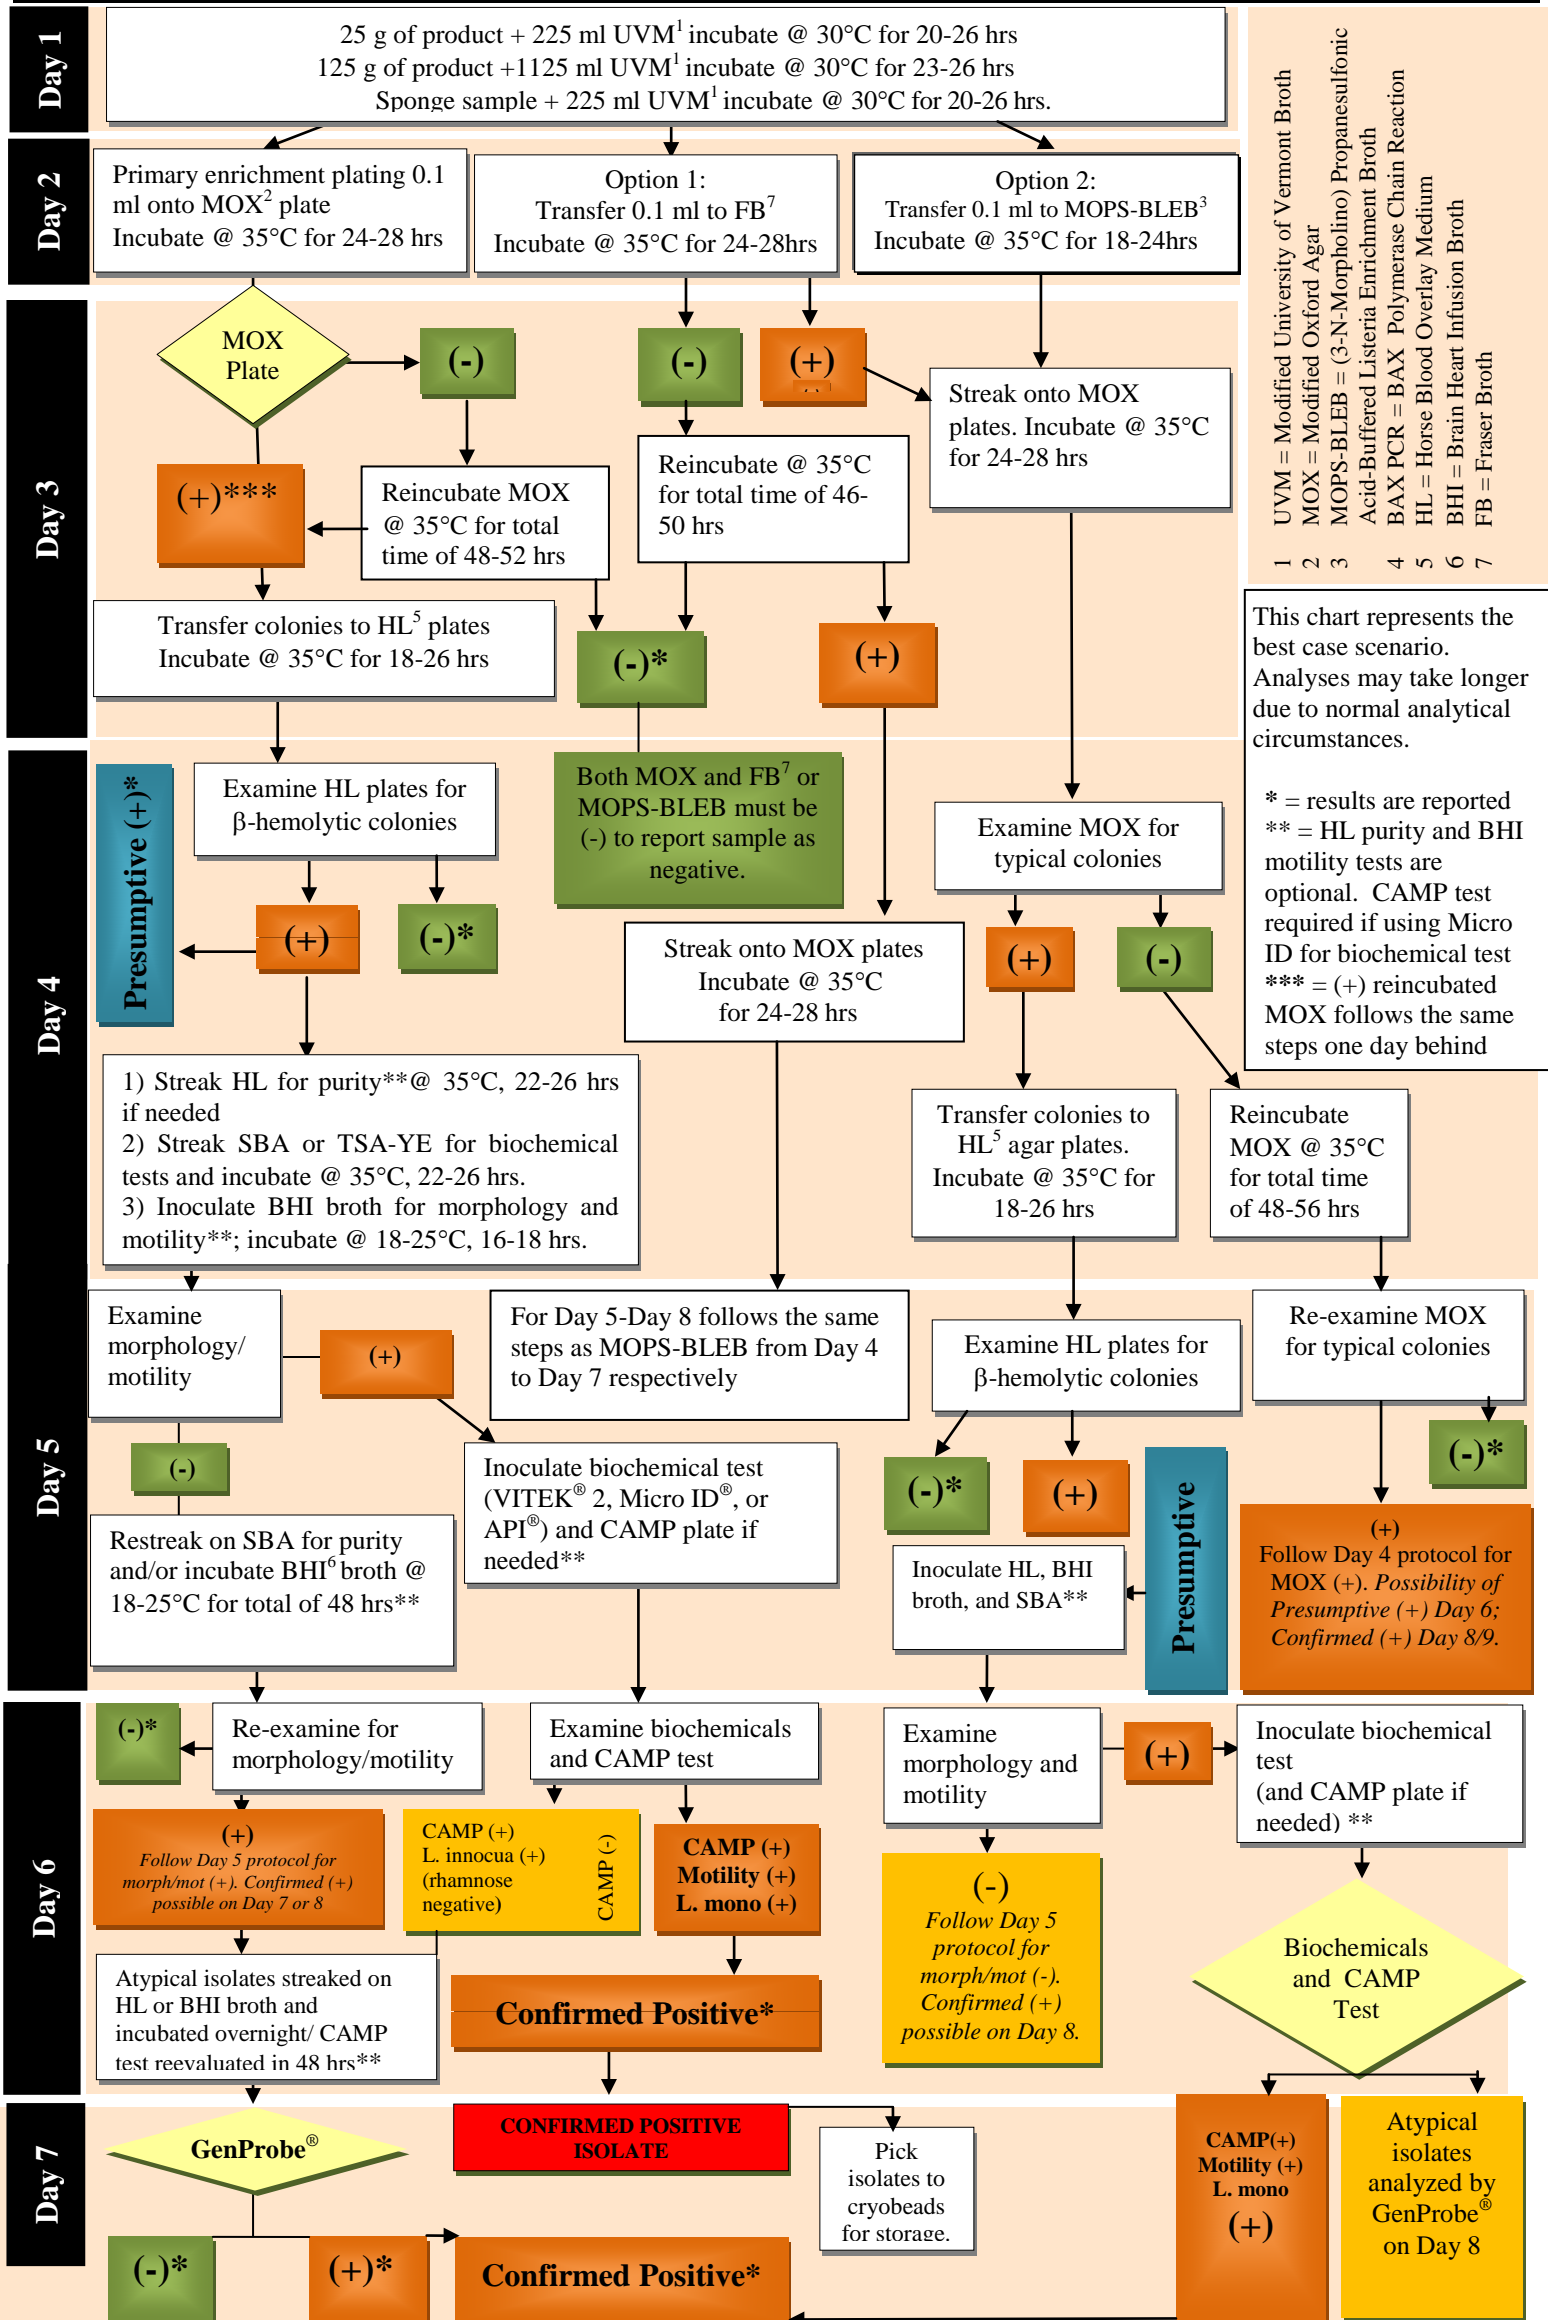 Day 1
25 g of product + 225 ml UVM¹ incubate @ 30°C for 20-26 hrs
125 g of product +1125 ml UVM¹ incubate @ 30°C for 23-26 hrs
Sponge sample + 225 ml UVM¹ incubate @ 30°C for 20-26 hrs.
1 UVM = Modified University of Vermont Broth
2 MOX = Modified Oxford Agar
3 MOPS-BLEB = (3-N-Morpholino) Propanesulfonic
Acid-Buffered Listeria Enrichment Broth
4 BAX PCR = BAX Polymerase Chain Reaction
5 HL = Horse Blood Overlay Medium
6 BHI = Brain Heart Infusion Broth
7 FB = Fraser Broth
Day 2
Primary enrichment plating 0.1
ml onto MOX² plate
Incubate @ 35°C for 24-28 hrs
Option 1:
Transfer 0.1 ml to FB⁷
Incubate @ 35°C for 24-28hrs
Option 2:
Transfer 0.1 ml to MOPS-BLEB³
Incubate @ 35°C for 18-24hrs
Day 3
MOX
Plate
(-)
(-)
(+)
Streak onto MOX
plates. Incubate @ 35°C
for 24-28 hrs
(+)***
Reincubate MOX
@ 35°C for total
time of 48-52 hrs
Reincubate @ 35°C
for total time of 46-
50 hrs
Transfer colonies to HL⁵ plates
Incubate @ 35°C for 18-26 hrs
(-)*
(+)
This chart represents the
best case scenario.
Analyses may take longer
due to normal analytical
circumstances.
* = results are reported
** = HL purity and BHI
motility tests are
optional. CAMP test
required if using Micro
ID for biochemical test
*** = (+) reincubated
MOX follows the same
steps one day behind
Day 4
Presumptive (+)*
Examine HL plates for
β-hemolytic colonies
(+)
(-)*
Both MOX and FB⁷ or
MOPS-BLEB must be
(-) to report sample as
negative.
Examine MOX for
typical colonies
(+)
(-)
Streak onto MOX plates
Incubate @ 35°C
for 24-28 hrs
1) Streak HL for purity**@ 35°C, 22-26 hrs
if needed
2) Streak SBA or TSA-YE for biochemical
tests and incubate @ 35°C, 22-26 hrs.
3) Inoculate BHI broth for morphology and
motility**; incubate @ 18-25°C, 16-18 hrs.
Transfer colonies to
HL⁵ agar plates.
Incubate @ 35°C for
18-26 hrs
Reincubate
MOX @ 35°C
for total time
of 48-56 hrs
Day 5
Examine
morphology/
motility
(+)
(-)
For Day 5-Day 8 follows the same
steps as MOPS-BLEB from Day 4
to Day 7 respectively
Examine HL plates for
β-hemolytic colonies
Re-examine MOX
for typical colonies
Restreak on SBA for purity
and/or incubate BHI⁶ broth @
18-25°C for total of 48 hrs**
Inoculate biochemical test
(VITEK® 2, Micro ID®, or
API®) and CAMP plate if
needed**
(-)*
(+)
Presumptive
(-)*
Inoculate HL, BHI
broth, and SBA**
(+)
Follow Day 4 protocol for
MOX (+). Possibility of
Presumptive (+) Day 6;
Confirmed (+) Day 8/9.
Day 6
(-)*
Re-examine for
morphology/motility
Examine biochemicals
and CAMP test
Examine
morphology and
motility
(+)
Inoculate biochemical
test
(and CAMP plate if
needed) **
(+)
Follow Day 5 protocol for
morph/mot (+). Confirmed (+)
possible on Day 7 or 8
CAMP (+)
L. innocua (+)
(rhamnose
negative)
CAMP (-)
CAMP (+)
Motility (+)
L. mono (+)
(-)
Follow Day 5
protocol for
morph/mot (-).
Confirmed (+)
possible on Day 8.
Biochemicals
and CAMP
Test
Atypical isolates streaked on
HL or BHI broth and
incubated overnight/ CAMP
test reevaluated in 48 hrs**
Confirmed Positive*
Day 7
GenProbe®
CONFIRMED POSITIVE
ISOLATE
Pick
isolates to
cryobeads
for storage.
CAMP(+)
Motility (+)
L. mono
(+)
Atypical
isolates
analyzed by
GenProbe®
on Day 8
(-)*
(+)*
Confirmed Positive*